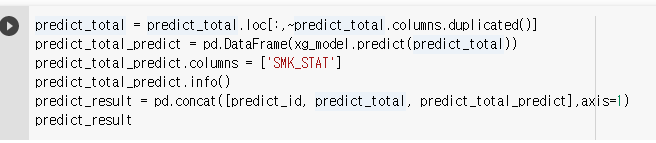 predict_total = predict_total.loc[:,~predict_total.columns.duplicated()]
predict_total_predict = pd.DataFrame(xg_model.predict(predict_total))
predict_total_predict.columns = ['SMK_STAT']
predict_total_predict.info()
predict_result = pd.concat([predict_id, predict_total, predict_total_predict],axis=1)
predict_result